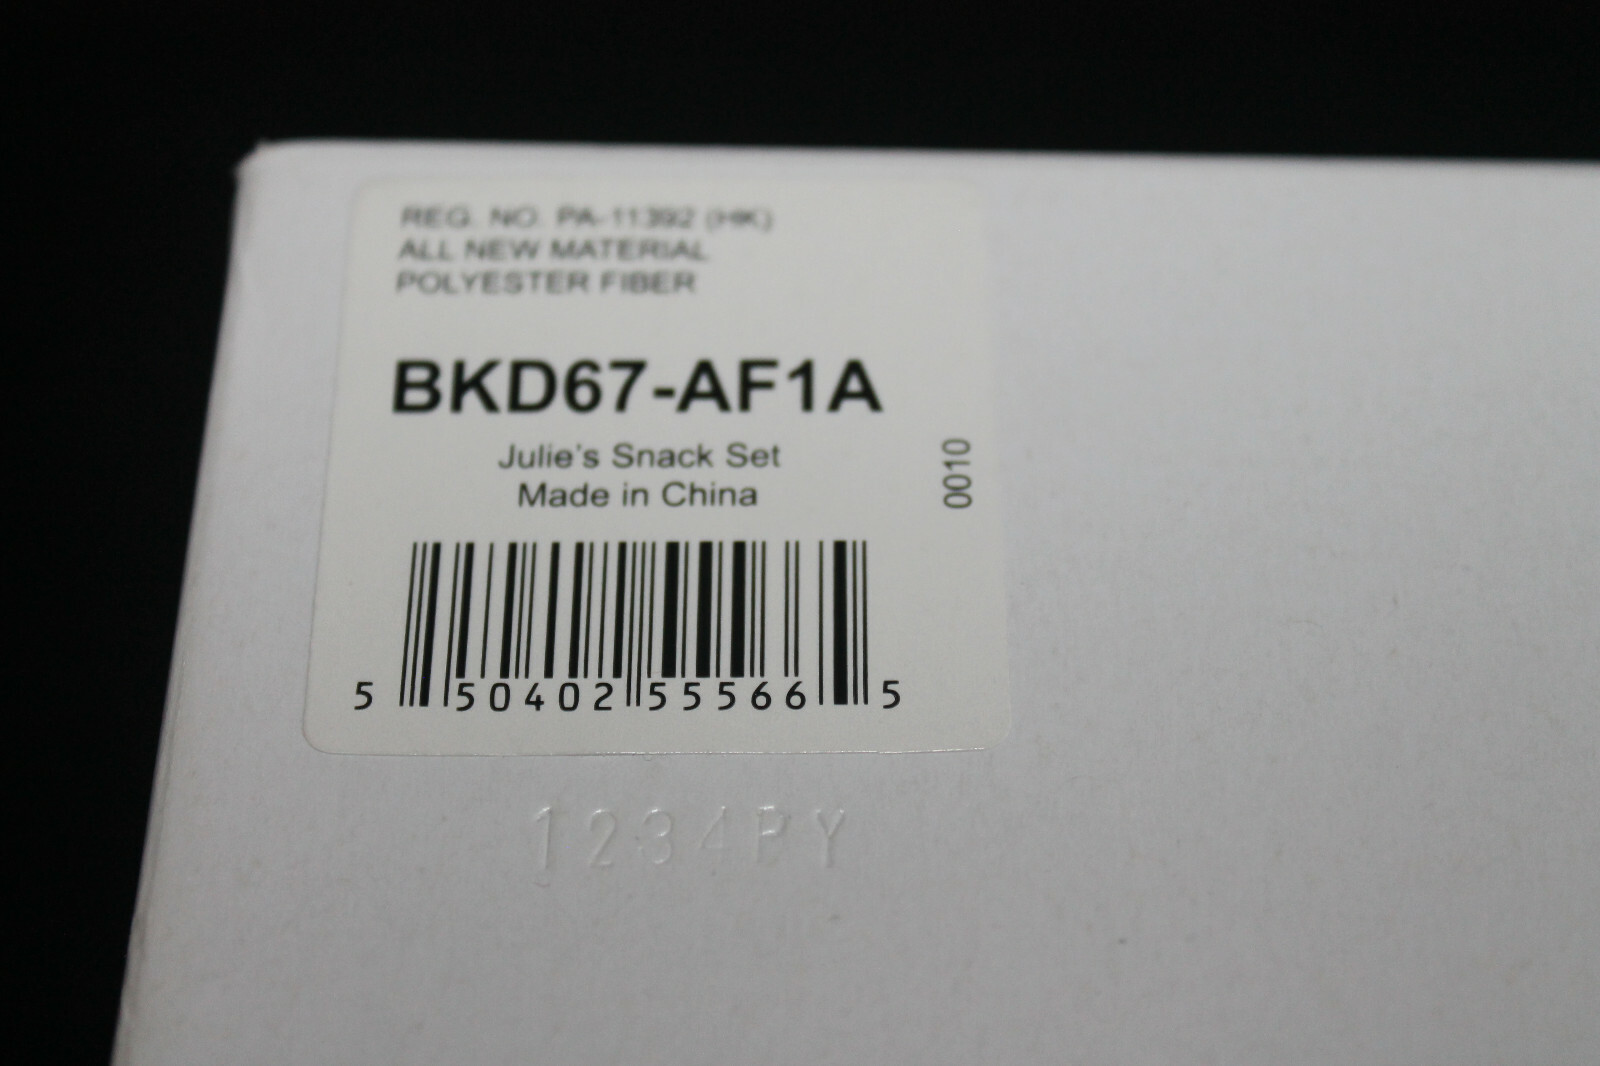 REG. NO. PA-11392 (HK)
ALL NEW MATERIAL
POLYESTER FIBER
BKD67-AF1A
Julie's Snack Set
Made in China
0010
5 50402 55566 5
1234PY